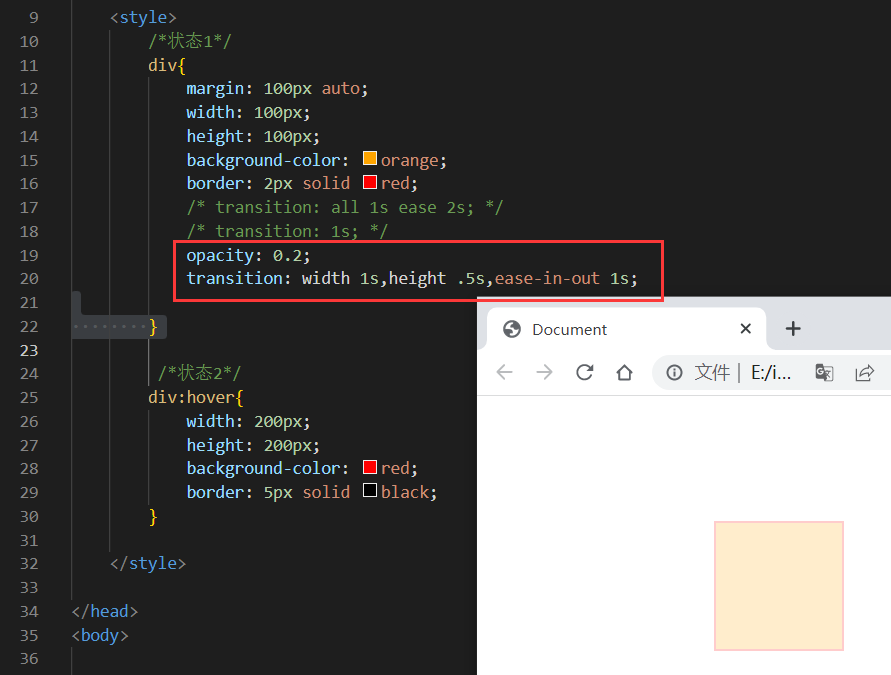 9 <style>
10 /*状态1*/
11 div{
12 margin: 100px auto;
13 width: 100px;
14 height: 100px;
15 background-color: orange;
16 border: 2px solid red;
17 /* transition: all 1s ease 2s; */
18 /* transition: 1s; */
19 opacity: 0.2;
20 transition: width 1s,height .5s,ease-in-out 1s;
21
22 }
23
24 /*状态2*/
25 div:hover{
26 width: 200px;
27 height: 200px;
28 background-color: red;
29 border: 5px solid black;
30 }
31
32 </style>
33
34 </head>
35 <body>
36
Document
文件 E:/i...